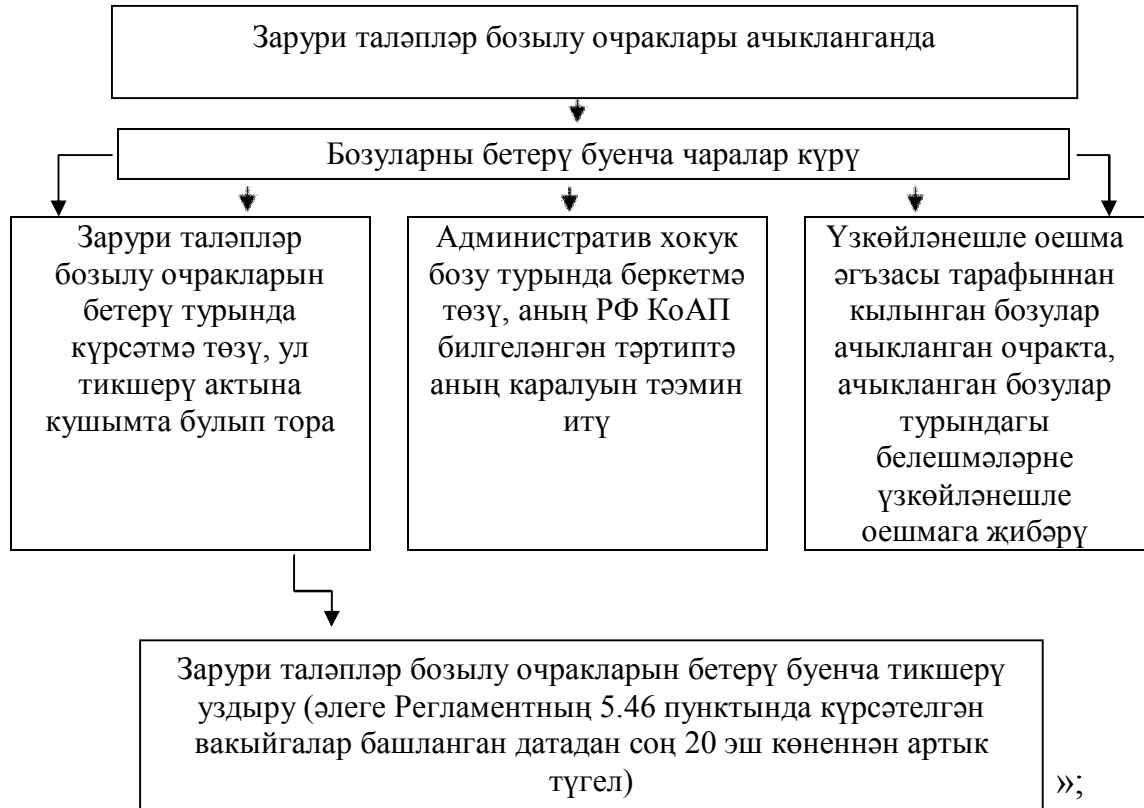 Зарури таләпләр бозылу очраклары ачыкланганда
Бозуларны бетерү буенча чаралар күрү
Зарури таләпләр
бозылу очракларын
бетерү турында
күрсәтмә төзү, ул
тикшерү актына
кушымта булып тора
Административ хокук
бозу турында беркетмә
төзү, аның РФ КоАП
билгеләнгән тәртиптә
аның каралуын тәэмин
итү
Үзкөйләнешле оешма
әгъзасы тарафыннан
кылынган бозулар
ачыкланган очракта,
ачыкланган бозулар
турындагы
белешмәләрне
үзкөйләнешле
оешмага җибәрү
Зарури таләпләр бозылу очракларын бетерү буенча тикшерү
уздыру (әлеге Регламентның 5.46 пунктында күрсәтелгән
вакыйгалар башланган датадан соң 20 эш көненнән артык
түгел)
»;